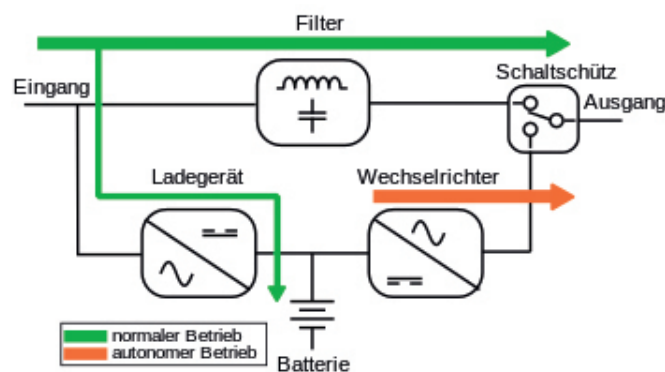 Filter
Eingang
Schaltschütz
Ausgang
Ladegerät
Wechselrichter
normaler Betrieb
autonomer Betrieb
Batterie